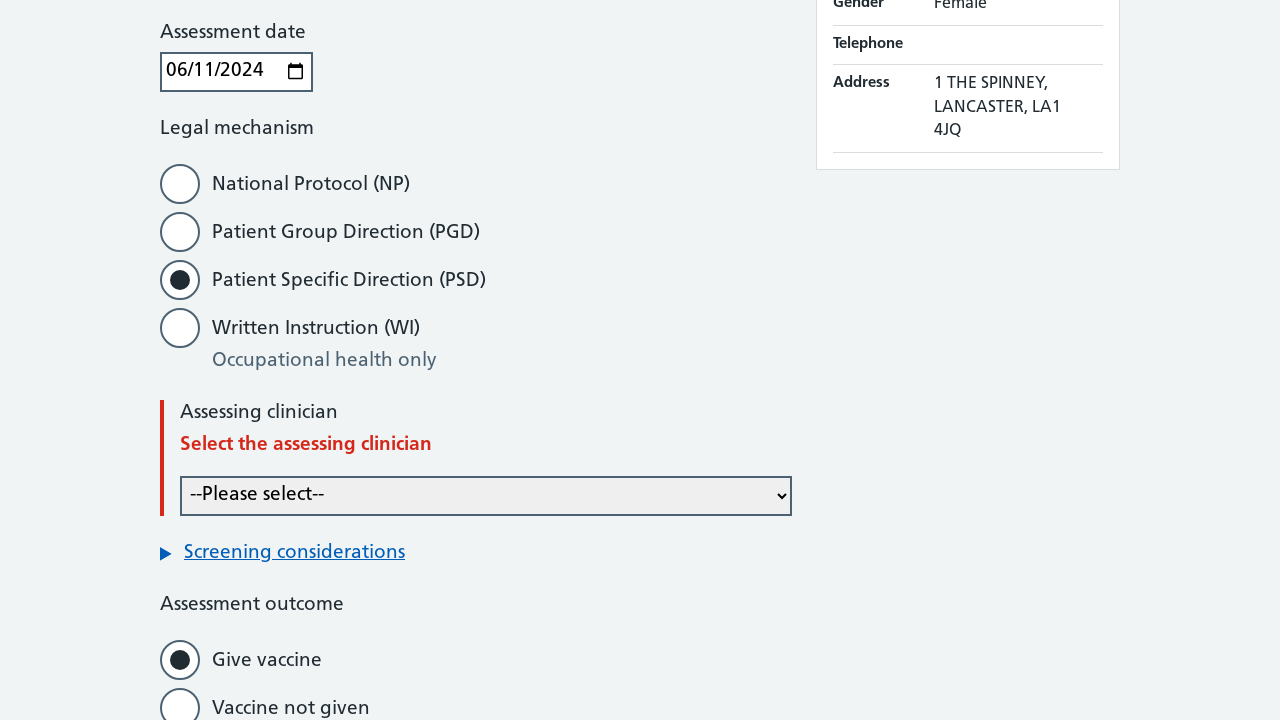 Assessment date
06/11/2024
Legal mechanism
National Protocol (NP)
Patient Group Direction (PGD)
Patient Specific Direction (PSD)
Written Instruction (WI)
Occupational health only
Assessing clinician
Select the assessing clinician
--Please select--
Screening considerations
Assessment outcome
Give vaccine
Vaccine not given
Gender Female
Telephone
Address 1 THE SPINNEY,
LANCASTER, LA1
4JQ